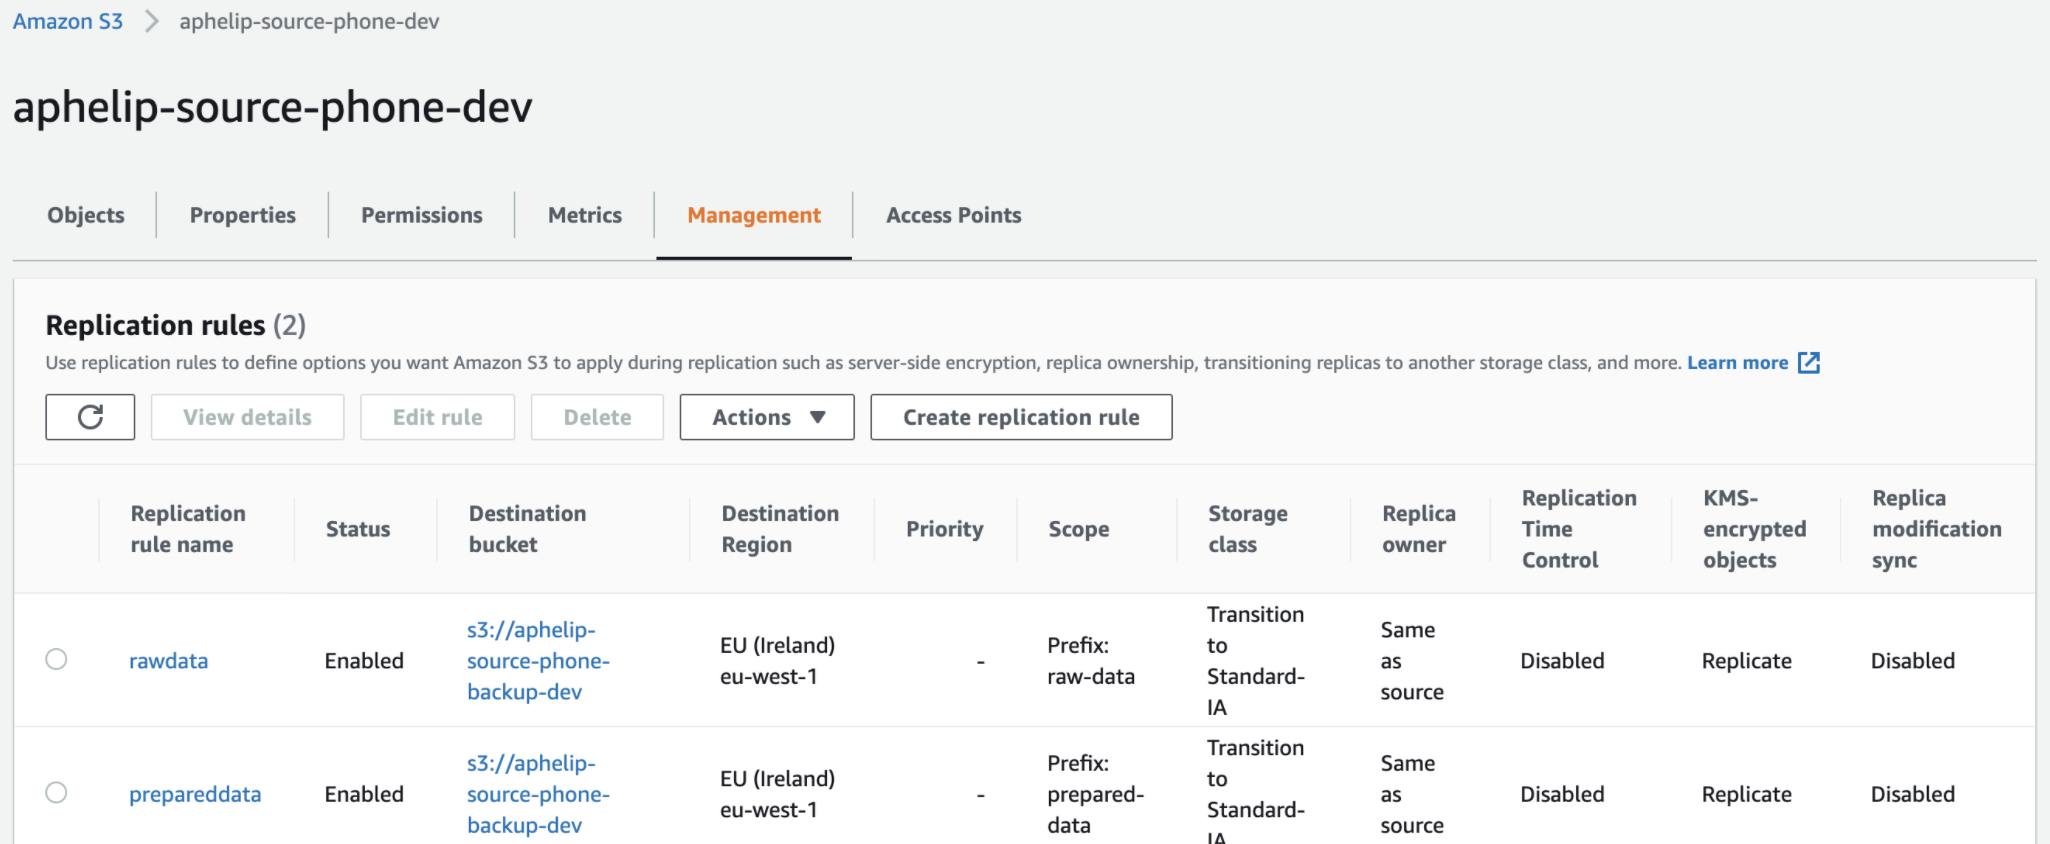 Amazon S3 > aphelip-source-phone-dev
aphelip-source-phone-dev
Objects Properties Permissions Metrics Management Access Points
Replication rules (2)
Use replication rules to define options you want Amazon S3 to apply during replication such as server-side encryption, replica ownership, transitioning replicas to another storage class, and more. Learn more
View details Edit rule Delete Actions ▼ Create replication rule
Replication
rule name
Status
Destination
bucket
Destination
Region
Priority
Scope
Storage
class
Replica
owner
Replication
Time
Control
KMS-
encrypted
objects
Replica
modification
sync
rawdata
Enabled
s3://aphelip-
source-phone-
backup-dev
EU (Ireland)
eu-west-1
-
Prefix:
raw-data
Transition
to
Standard-
IA
Same
as
source
Disabled
Replicate
Disabled
prepareddata
Enabled
s3://aphelip-
source-phone-
backup-dev
EU (Ireland)
eu-west-1
-
Prefix:
prepared-
data
Transition
to
Standard-
IA
Same
as
source
Disabled
Replicate
Disabled